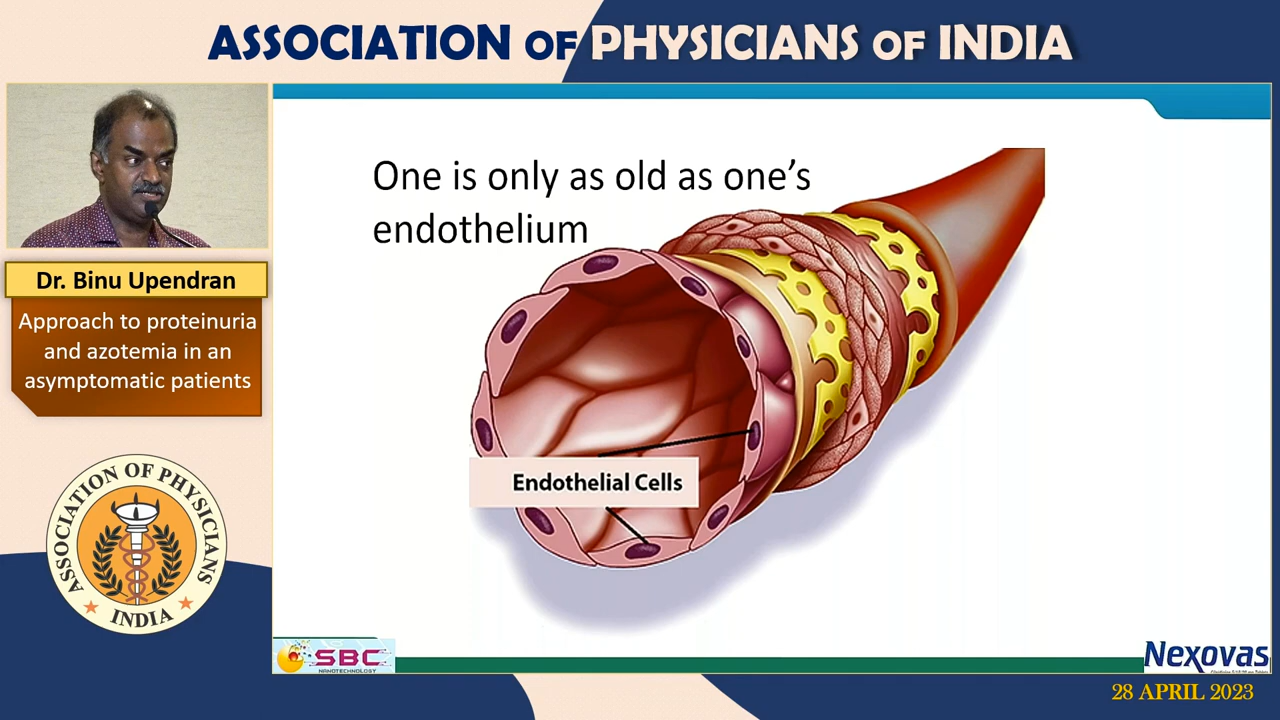 ASSOCIATION OF PHYSICIANS OF INDIA
Dr. Binu Upendran
Approach to proteinuria
and azotemia in an
asymptomatic patients
ASSOCIATION OF PHYSICIANS
INDIA
One is only as old as one's
endothelium
Endothelial Cells
SBC
NANOTECHNOLOGY
Nexovas
28 APRIL 2023